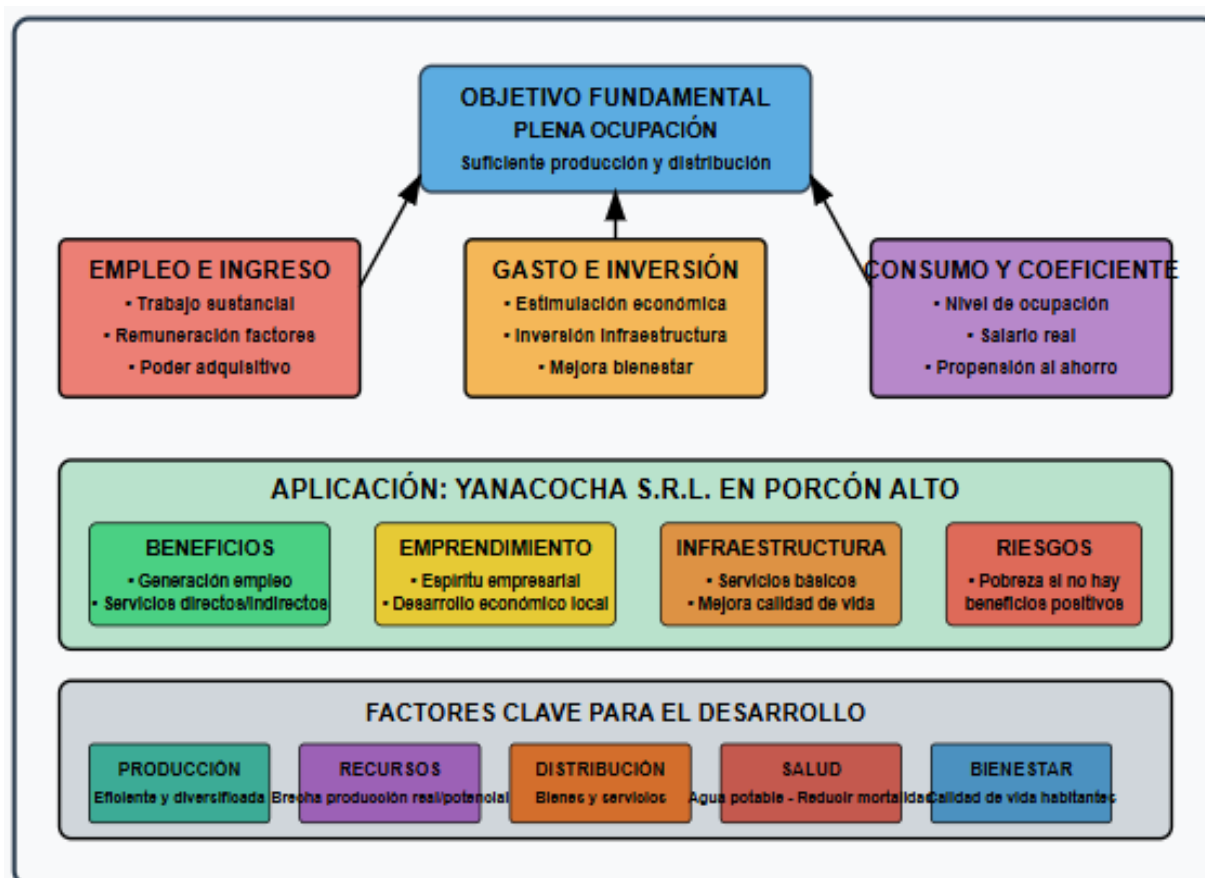 OBJETIVO FUNDAMENTAL
PLENA OCUPACIÓN
Suficiente producción y distribución
EMPLEO E INGRESO
• Trabajo sustancial
• Remuneración factores
• Poder adquisitivo
GASTO E INVERSIÓN
• Estimulación económica
• Inversión infraestructura
• Mejora bienestar
CONSUMO Y COEFICIENTE
• Nivel de ocupación
• Salario real
• Propensión al ahorro
APLICACIÓN: YANACOCHA S.R.L. EN PORCÓN ALTO
BENEFICIOS
• Generación empleo
• Servicios directos/indirectos
EMPRENDIMIENTO
• Espíritu empresarial
• Desarrollo económico local
INFRAESTRUCTURA
• Servicios básicos
• Mejora calidad de vida
RIESGOS
• Pobreza si no hay
beneficios positivos
FACTORES CLAVE PARA EL DESARROLLO
PRODUCCIÓN
Eficiente y diversificada
RECURSOS
Brecha producción real/potencial
DISTRIBUCIÓN
Bienes y servicios
SALUD
Agua potable - Reducir mortalidad
BIENESTAR
Calidad de vida habitantes